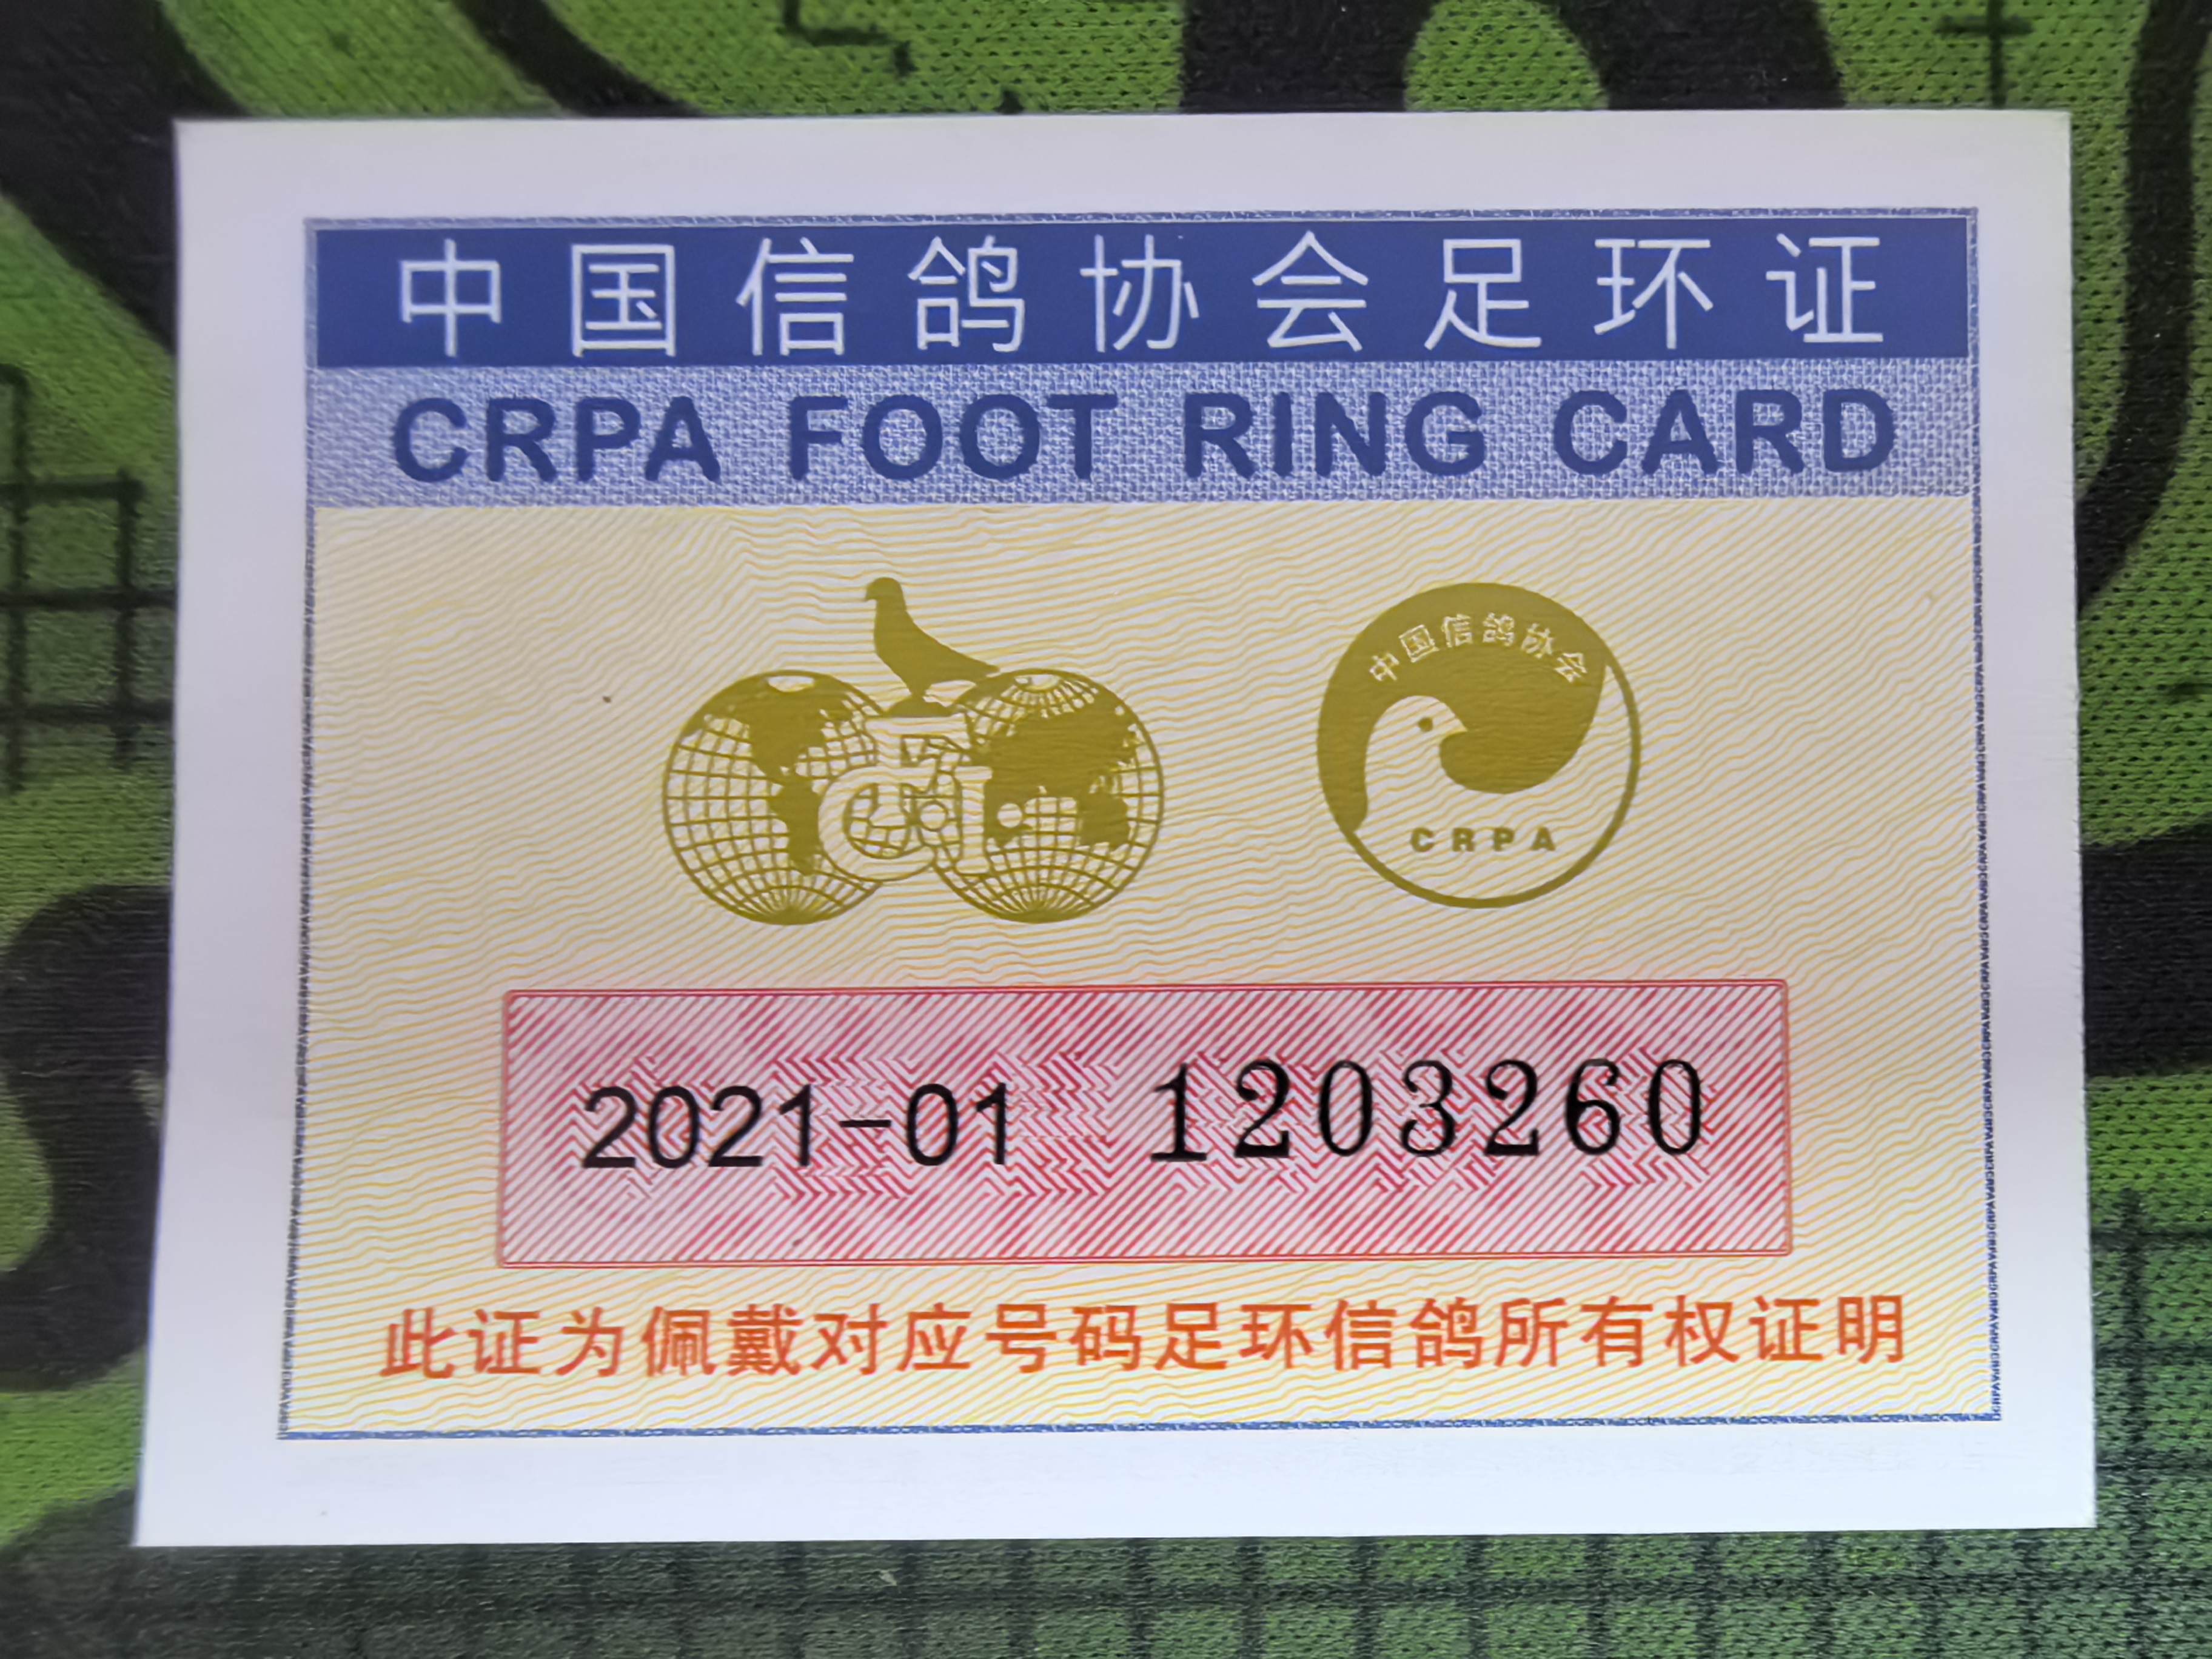 中国信鸽协会足环证
CRPA FOOT RING CARD
中国信鸽协会
CRPA
2021-01 1203260
此证为佩戴对应号码足环信鸽所有权证明